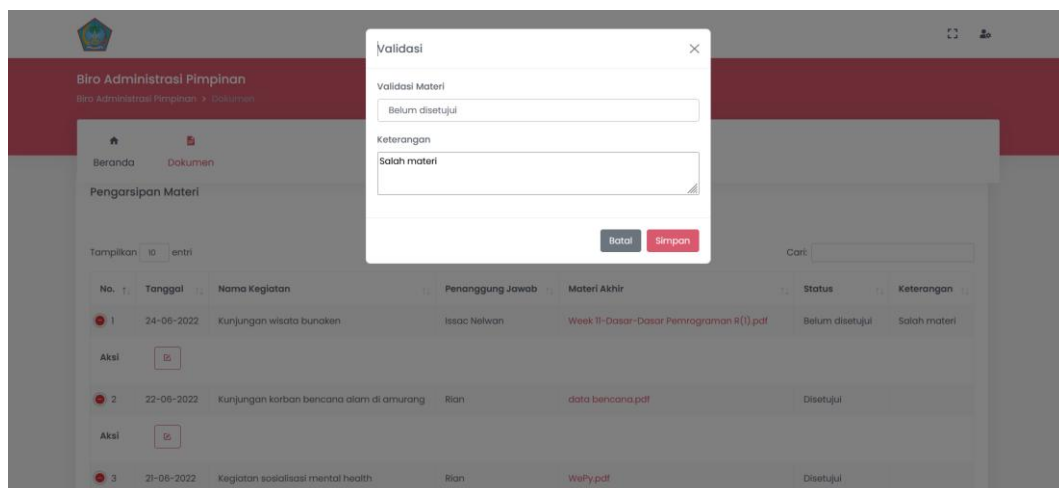 Validasi
Biro Administrasi Pimpinan
Biro Administrasi Pimpinan > Dokumen
Validasi Materi
Belum disetujui
Keterangan
Salah materi
Batal Simpan
Beranda Dokumen
Pengarsipan Materi
Tampilkan 10 entri Cari:
No. Tanggal Nama Kegiatan Penanggung Jawab Materi Akhir Status Keterangan
1 24-06-2022 Kunjungan wisata bunaken Issac Nelwan Week 11-Dasar-Dasar Pemrograman R(1).pdf Belum disetujui Salah materi
Aksi
2 22-06-2022 Kunjungan korban bencana alam di amurang Rian data bencana.pdf Disetujui
Aksi
3 21-06-2022 Kegiatan sosialisasi mental health Rian WePy.pdf Disetujui